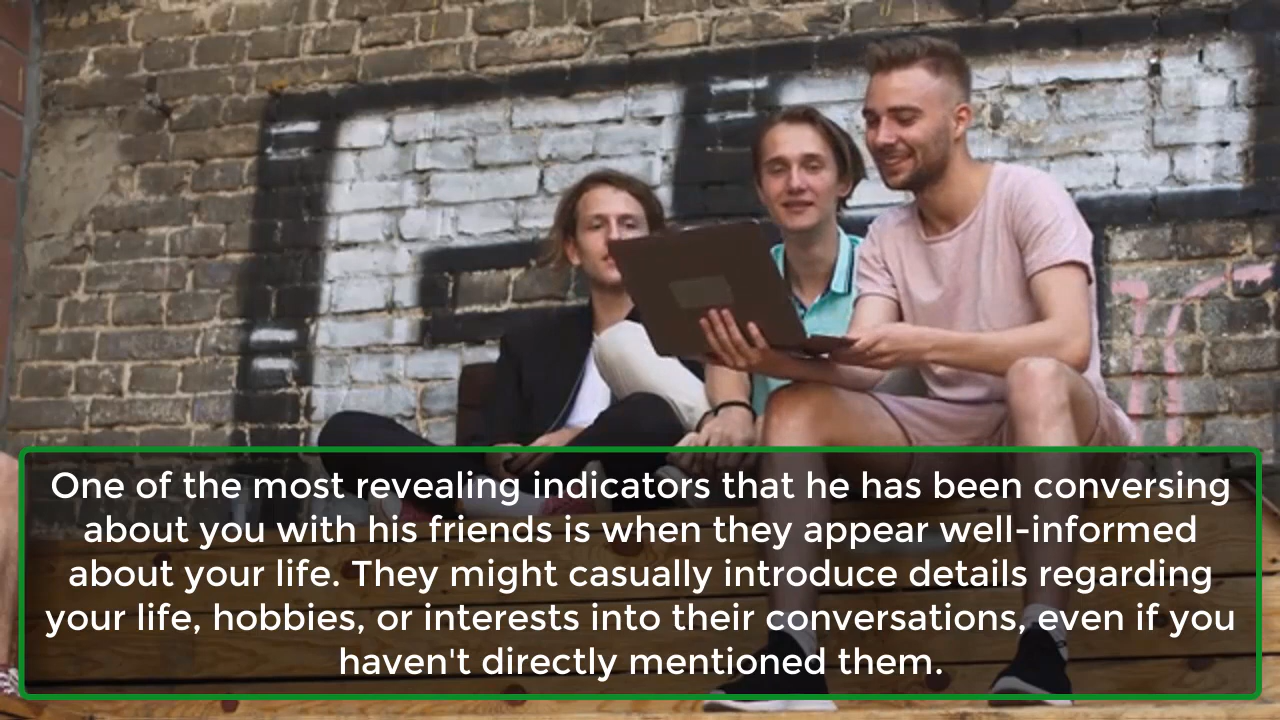 One of the most revealing indicators that he has been conversing
about you with his friends is when they appear well-informed
about your life. They might casually introduce details regarding
your life, hobbies, or interests into their conversations, even if you
haven't directly mentioned them.